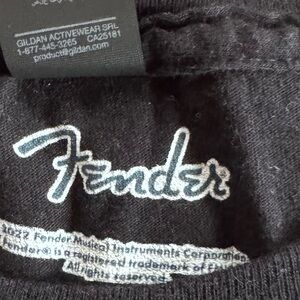 GILDAN ACTIVEWEAR SRL
1-877-445-3265 CA25181
product@gildan.com
Fender
2022 Fender Musical Instruments Corporation
Fender® is a registered trademark of
All rights reserved.